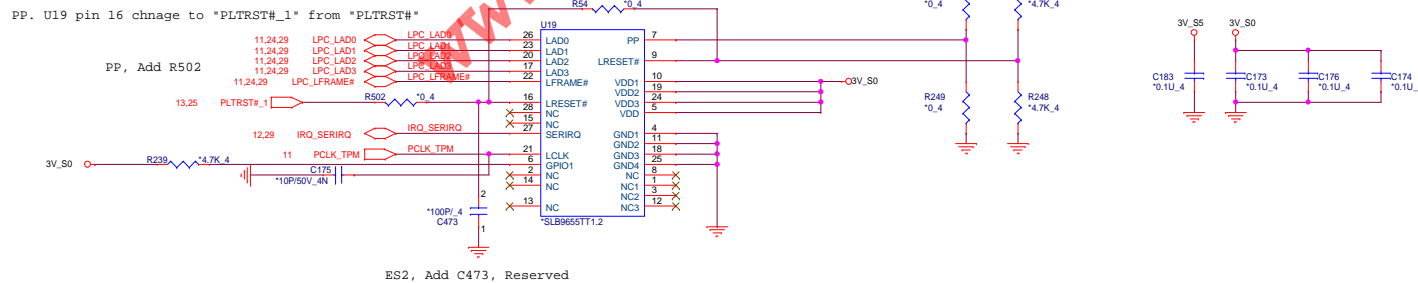 PP. U19 pin 16 chnage to "PLTRST#_1" from "PLTRST#"
PP, Add R502
R54
*0_4
U19
11,24,29 LPC_LAD0 LPC_LAD0 26 LAD0
11,24,29 LPC_LAD1 LPC_LAD1 23 LAD1
11,24,29 LPC_LAD2 LPC_LAD2 20 LAD2
11,24,29 LPC_LAD3 LPC_LAD3 17 LAD3
11,24,29 LPC_LFRAME# LPC_LFRAME# 22 LFRAME#
13,25 PLTRST#_1 R502 *0_4 16 LRESET#
28 NC
15 NC
12,29 IRQ_SERIRQ IRQ_SERIRQ 27 SERIRQ
11 PCLK_TPM PCLK_TPM 21 LCLK
3V_S0 R239 *4.7K_4 6 GPIO1
C175
*10P/50V_4N
2 NC
14 NC
13 NC
2
*100P/_4
C473
1
PP 7
LRESET# 9
VDD1 10
VDD2 19
VDD3 24
VDD 5
3V_S0
GND1 4
GND2 11
GND3 18
GND4 25
NC 8
NC1 1
NC2 3
NC3 12
*SLB9655TT1.2
*0_4
*4.7K_4
R249
*0_4
R248
*4.7K_4
3V_S5 3V_S0
C183
*0.1U_4
C173
*0.1U_4
C176
*0.1U_4
C174
*0.1U_
ES2, Add C473, Reserved